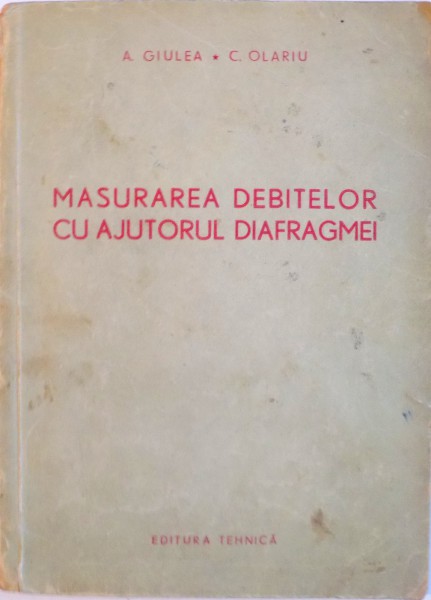 A. GIULEA ★ C. OLARIU
MASURAREA DEBITELOR
CU AJUTORUL DIAFRAGMEI
EDITURA TEHNICĂ